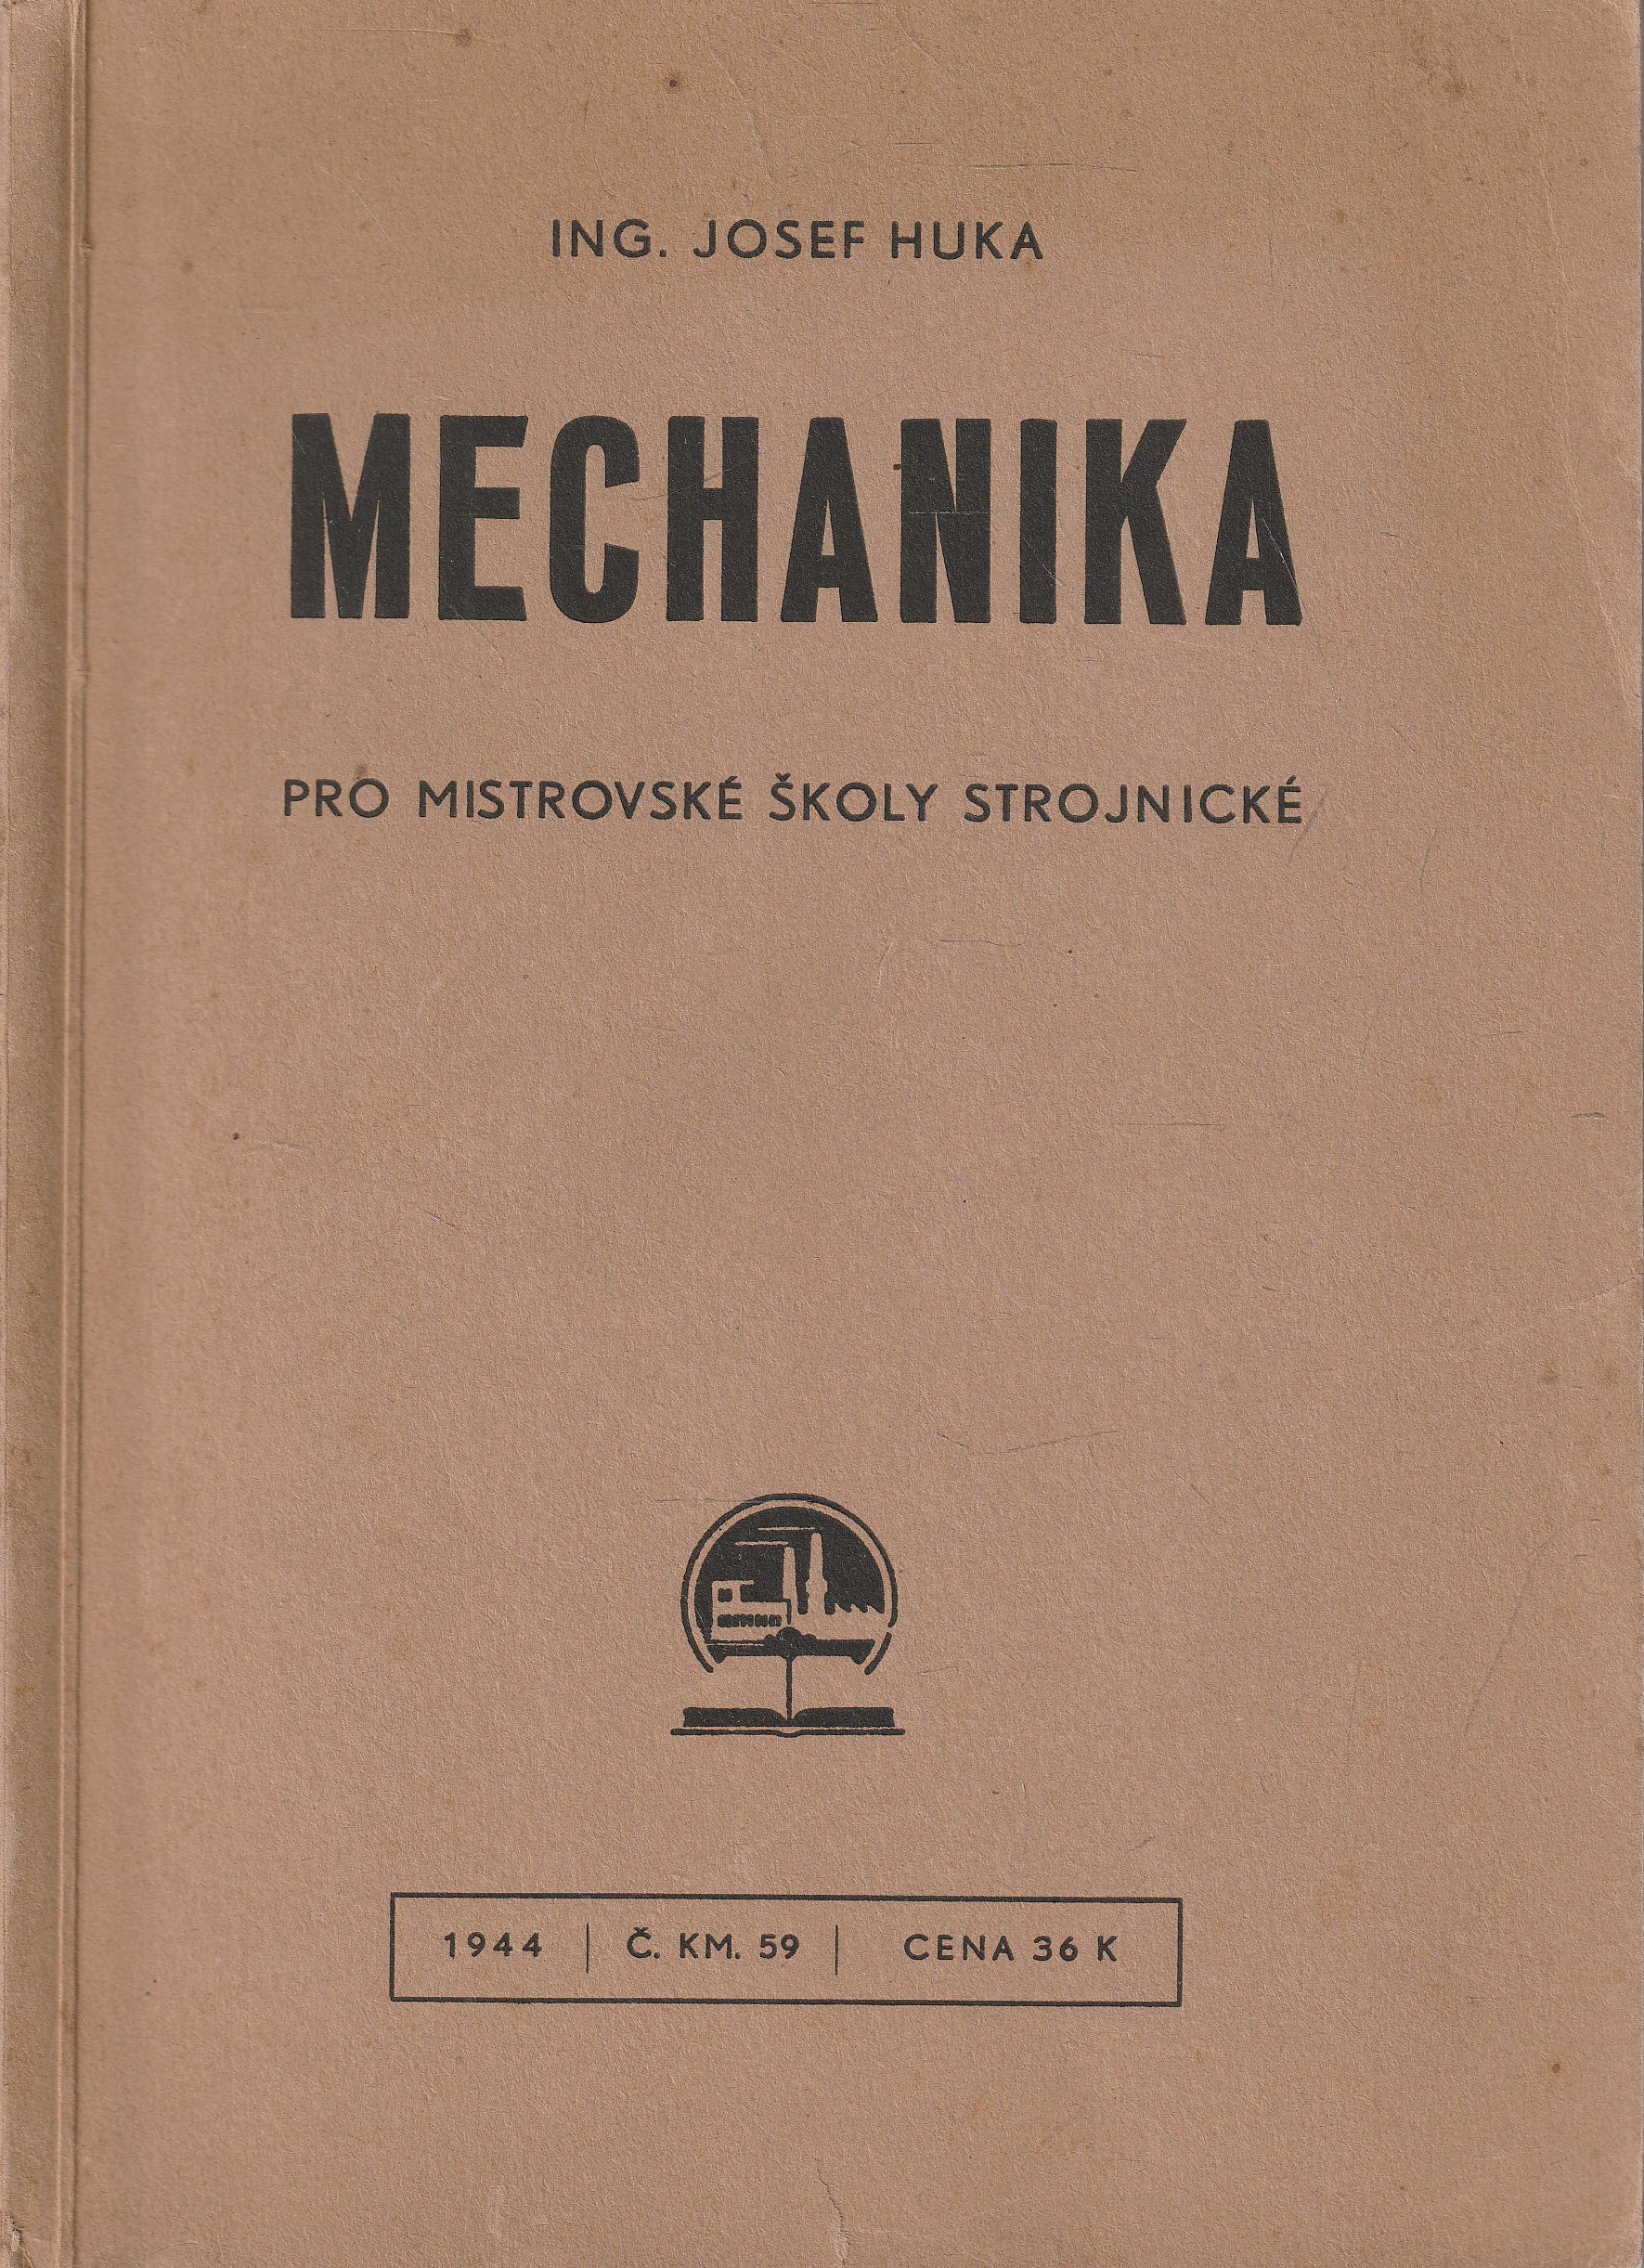 ING. JOSEF HUKA
MECHANIKA
PRO MISTROVSKÉ ŠKOLY STROJNICKÉ
1944 | Č. KM. 59 | CENA 36 K